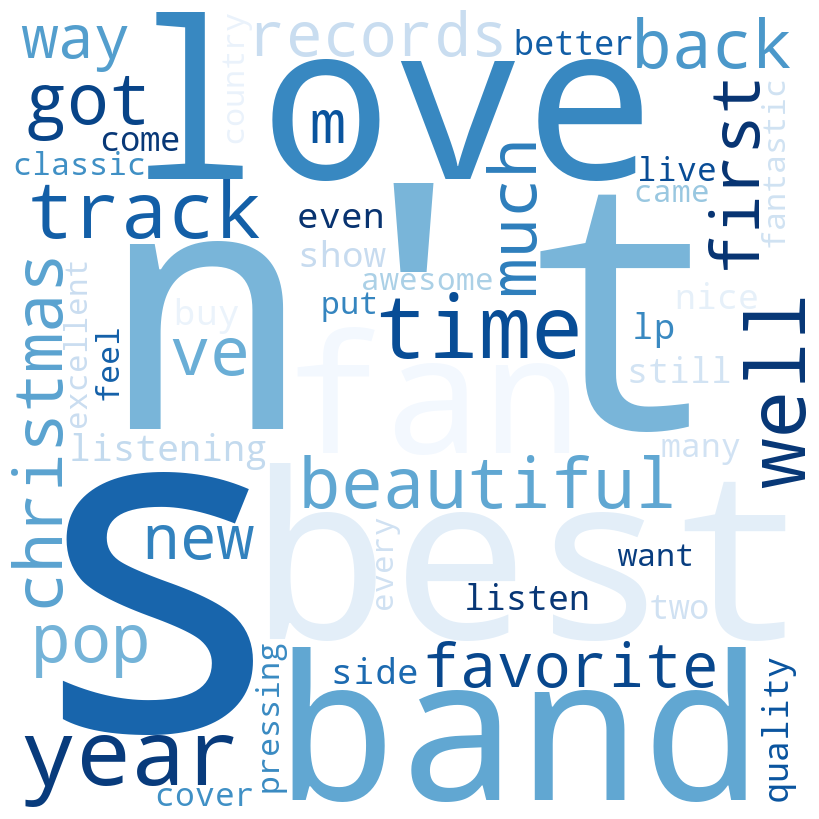 way
records
love
better
back
country
got
m
come
first
fantastic
classic
much
live
track
came
n't
even
show
awesome
christmas
excellent
buy
put
time
nice
ve
feel
lp
well
fan
still
listening
many
beautiful
s
best
new
every
want
listen
two
pop
favorite
side
band
pressing
quality
year
cover